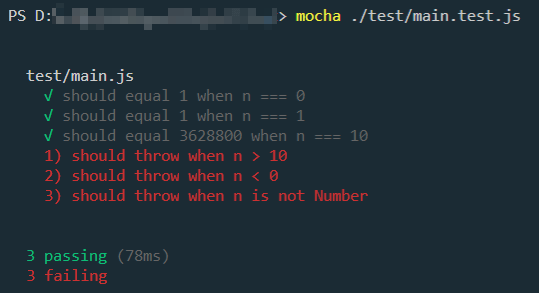 PS D:> mocha ./test/main.test.js
test/main.js
√ should equal 1 when n === 0
√ should equal 1 when n === 1
√ should equal 3628800 when n === 10
1) should throw when n > 10
2) should throw when n < 0
3) should throw when n is not Number
3 passing (78ms)
3 failing